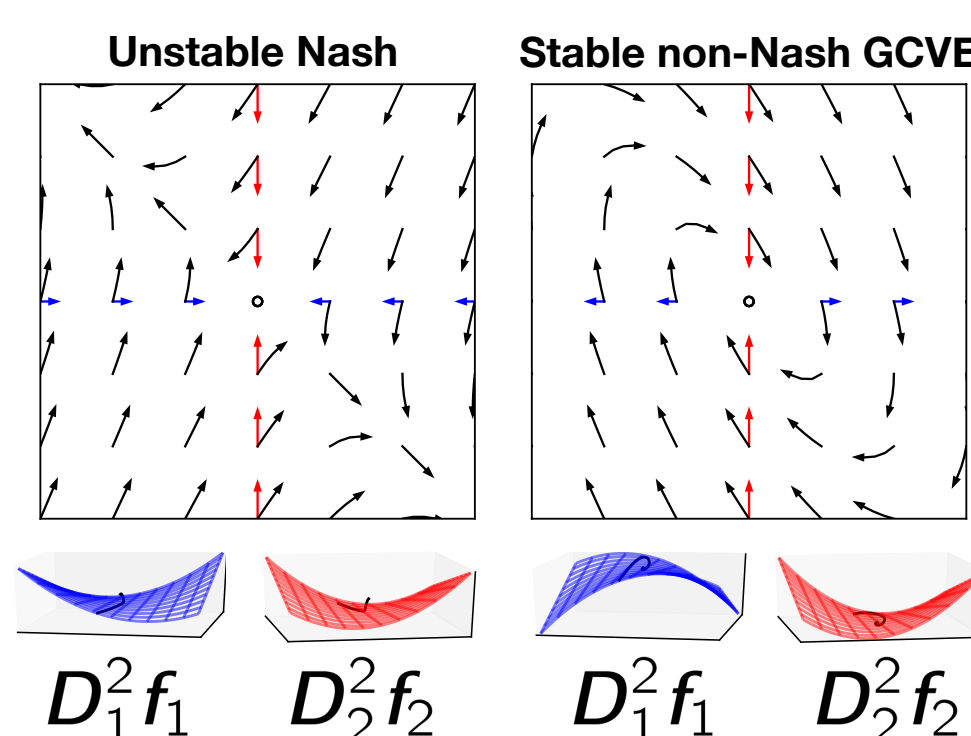 Unstable Nash
Stable non-Nash GCVE
D₁²f₁
D₂²f₂
D₁²f₁
D₂²f₂